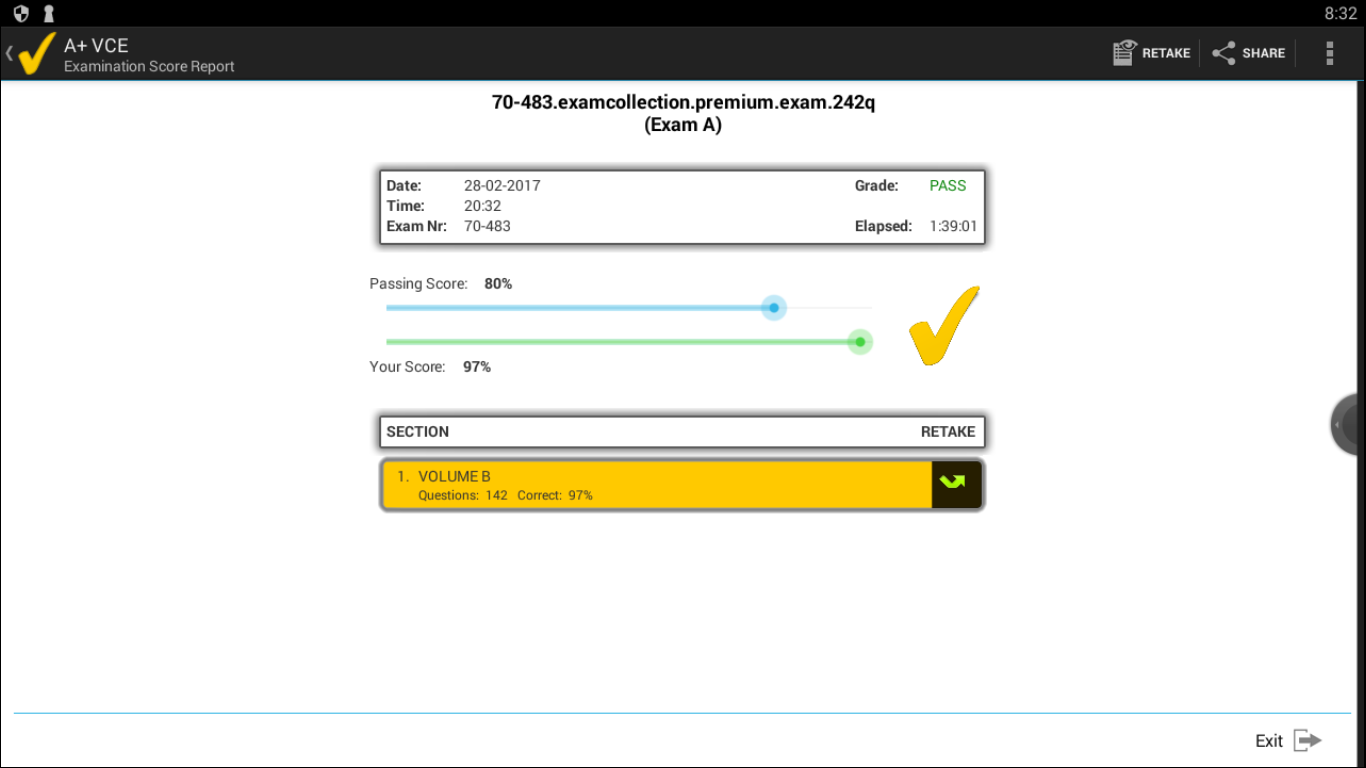 8:32
A+ VCE
Examination Score Report
RETAKE
SHARE
70-483.examcollection.premium.exam.242q
(Exam A)
Date: 28-02-2017 Grade: PASS
Time: 20:32
Exam Nr: 70-483 Elapsed: 1:39:01
Passing Score: 80%
Your Score: 97%
SECTION RETAKE
1. VOLUME B
Questions: 142 Correct: 97%
Exit